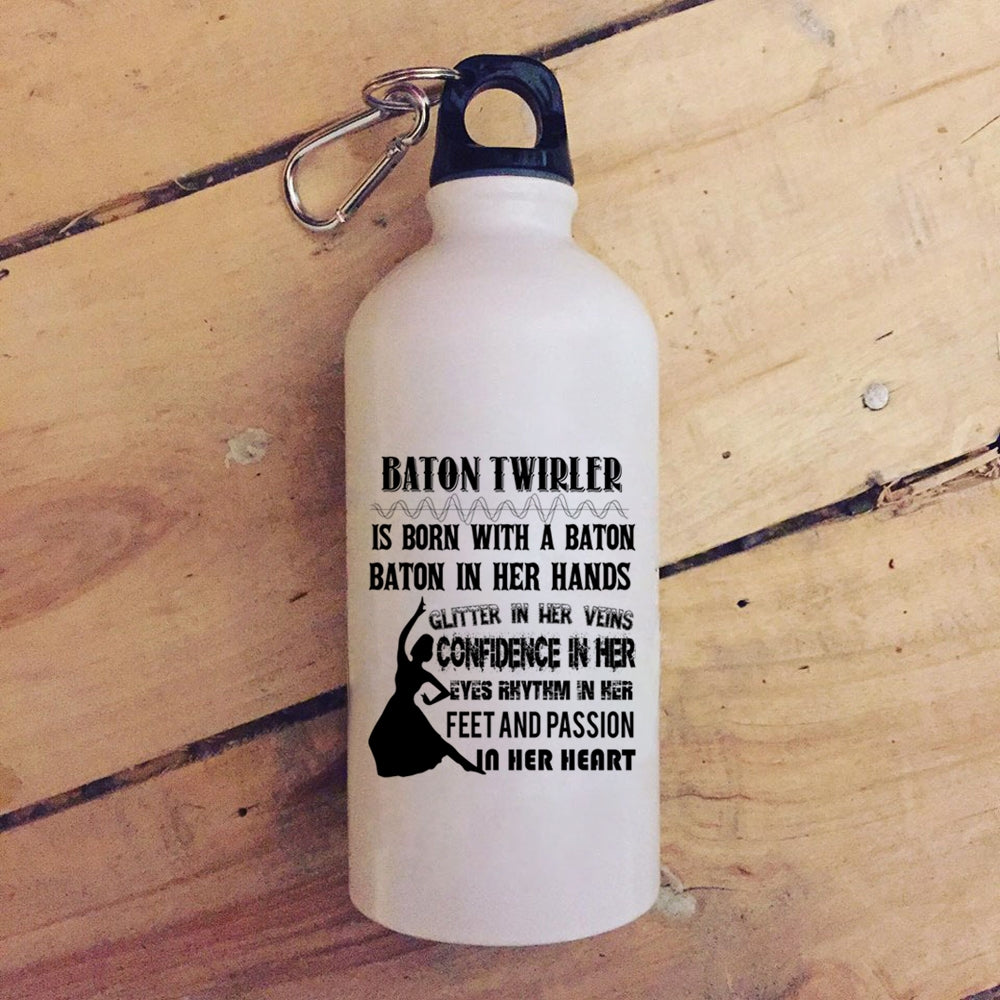 BATON TWIRLER
IS BORN WITH A BATON
BATON IN HER HANDS
GLITTER IN HER VEINS
CONFIDENCE IN HER
EYES RHYTHM IN HER
FEET AND PASSION
IN HER HEART